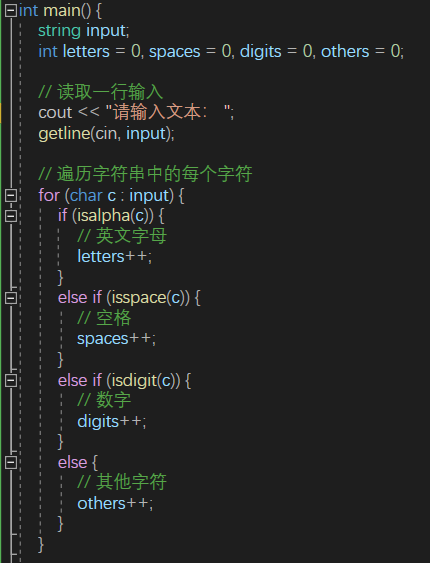 int main() {
string input;
int letters = 0, spaces = 0, digits = 0, others = 0;
// 读取一行输入
cout << "请输入文本： ";
getline(cin, input);
// 遍历字符串中的每个字符
for (char c : input) {
if (isalpha(c)) {
// 英文字母
letters++;
}
else if (isspace(c)) {
// 空格
spaces++;
}
else if (isdigit(c)) {
// 数字
digits++;
}
else {
// 其他字符
others++;
}
}